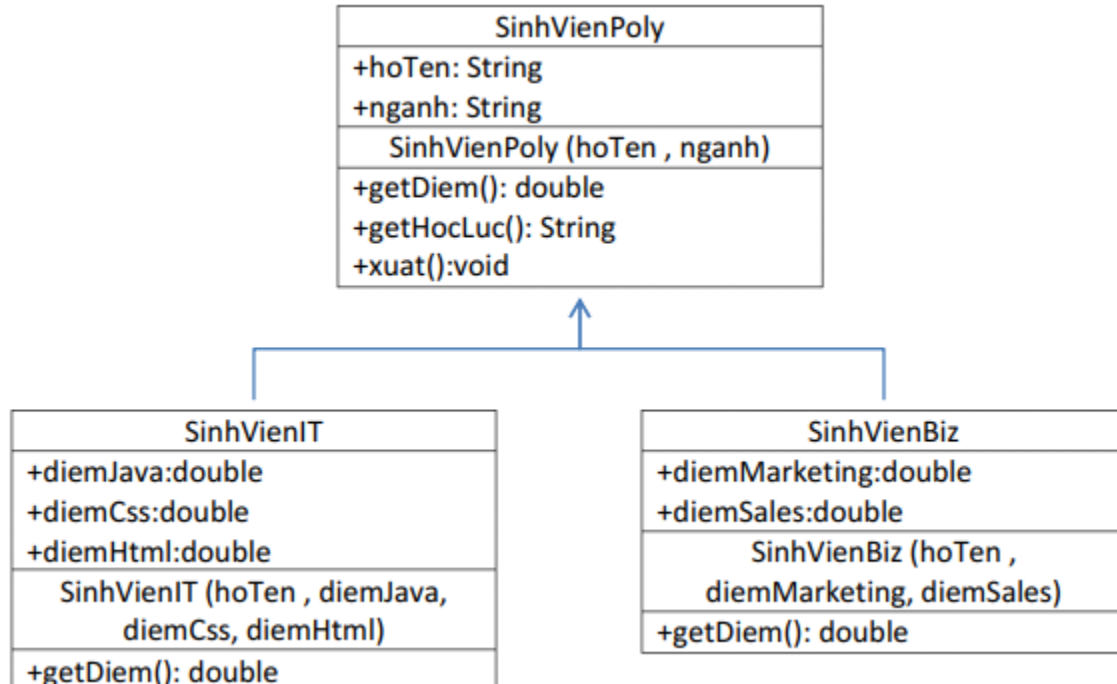 SinhVienPoly
+hoTen: String
+nganh: String
SinhVienPoly (hoTen , nganh)
+getDiem(): double
+getHocLuc(): String
+xuat():void
SinhVienIT
+diemJava:double
+diemCss:double
+diemHtml:double
SinhVienIT (hoTen , diemJava,
diemCss, diemHtml)
+getDiem(): double
SinhVienBiz
+diemMarketing:double
+diemSales:double
SinhVienBiz (hoTen ,
diemMarketing, diemSales)
+getDiem(): double